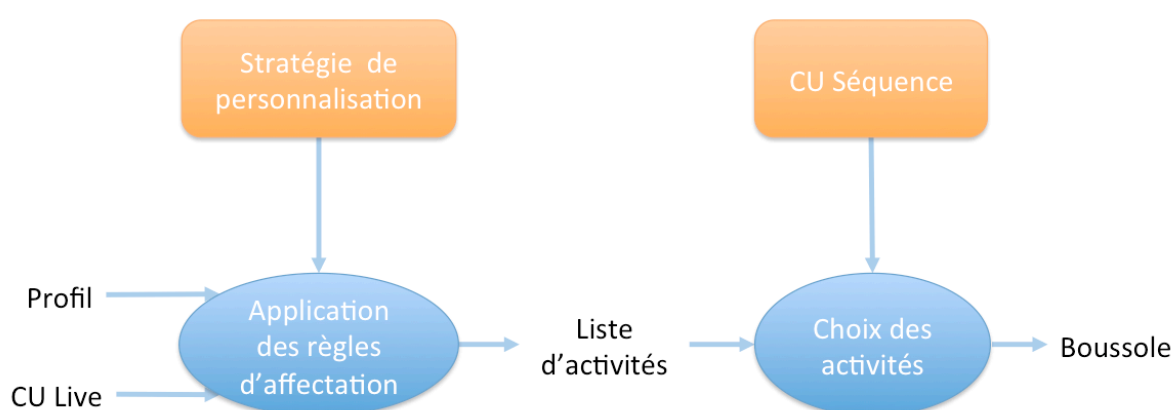 Stratégie de
personnalisation
CU Séquence
Profil
CU Live
Application
des règles
d’affectation
Liste
d’activités
Choix des
activités
Boussole